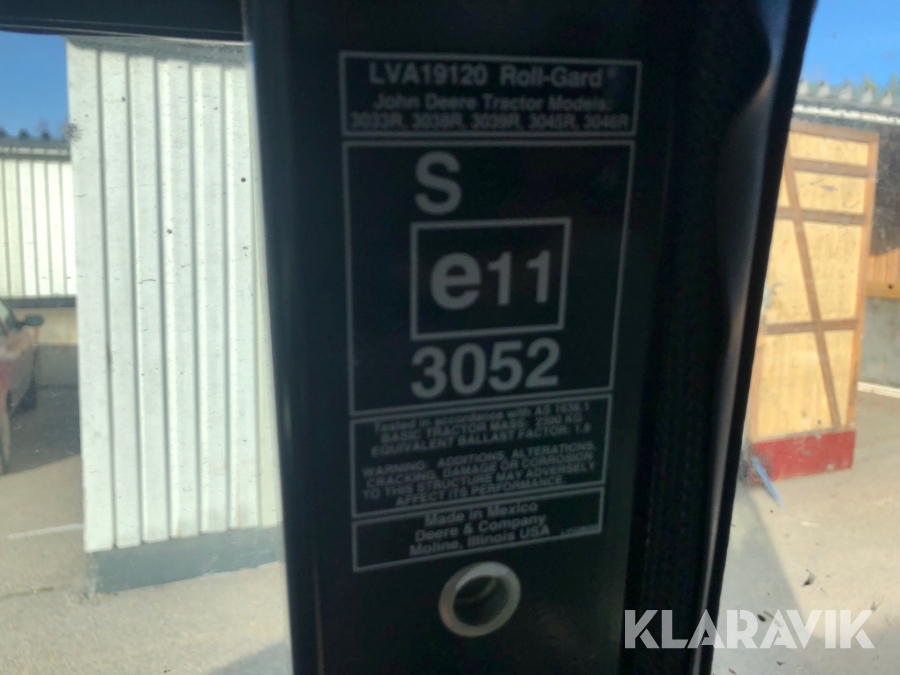 LVA19120 Roll-Gard®
John Deere Tractor Models:
3033R, 3038R, 3039R, 3045R, 3046R
S
e11
3052
Tested in accordance with AS 1636.1
BASIC TRACTOR MASS: 2300 KG
EQUIVALENT BALLAST FACTOR: 1.9
WARNING: ADDITIONS, ALTERATIONS,
CRACKING, DAMAGE OR CORROSION
TO THIS STRUCTURE MAY ADVERSELY
AFFECT ITS PERFORMANCE.
Made in Mexico
Deere & Company
Moline, Illinois USA
KLARAVIK